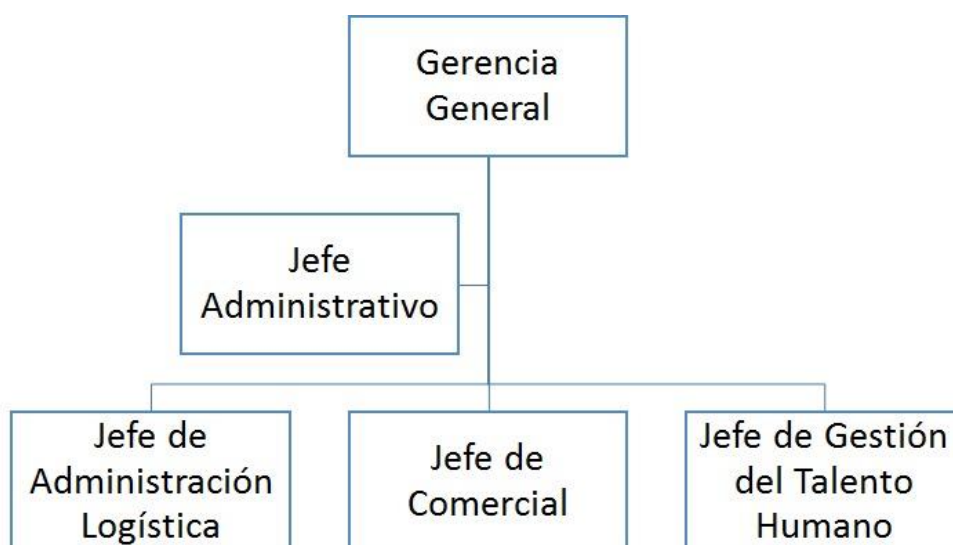 Gerencia
General
Jefe
Administrativo
Jefe de
Administración
Logística
Jefe de
Comercial
Jefe de Gestión
del Talento
Humano